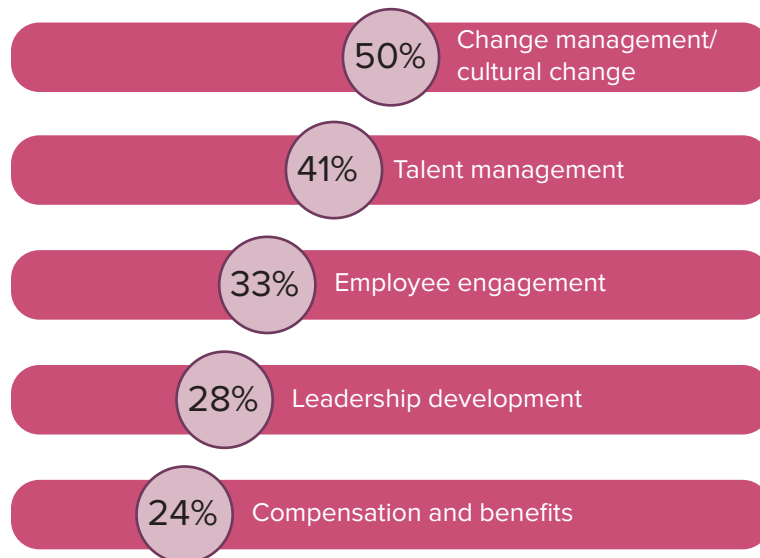 50%
Change management/
cultural change
41%
Talent management
33%
Employee engagement
28%
Leadership development
24%
Compensation and benefits